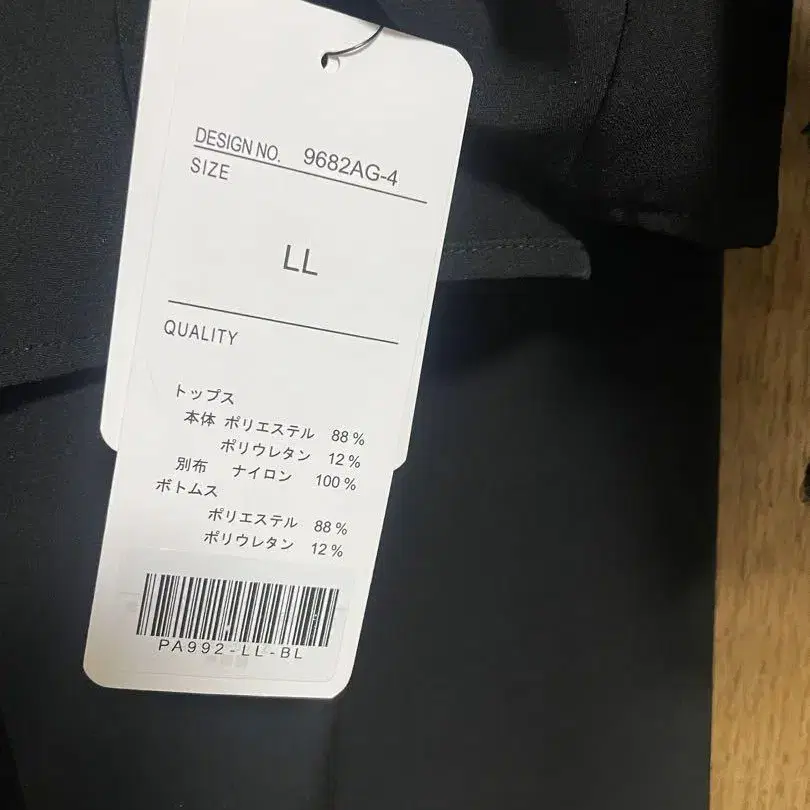 DESIGN NO. 9682AG-4
SIZE
LL
QUALITY
トップス
本体 ポリエステル 88%
ポリウレタン 12%
別布 ナイロン 100%
ボトムス
ポリエステル 88%
ポリウレタン 12%
PA992-LL-BL